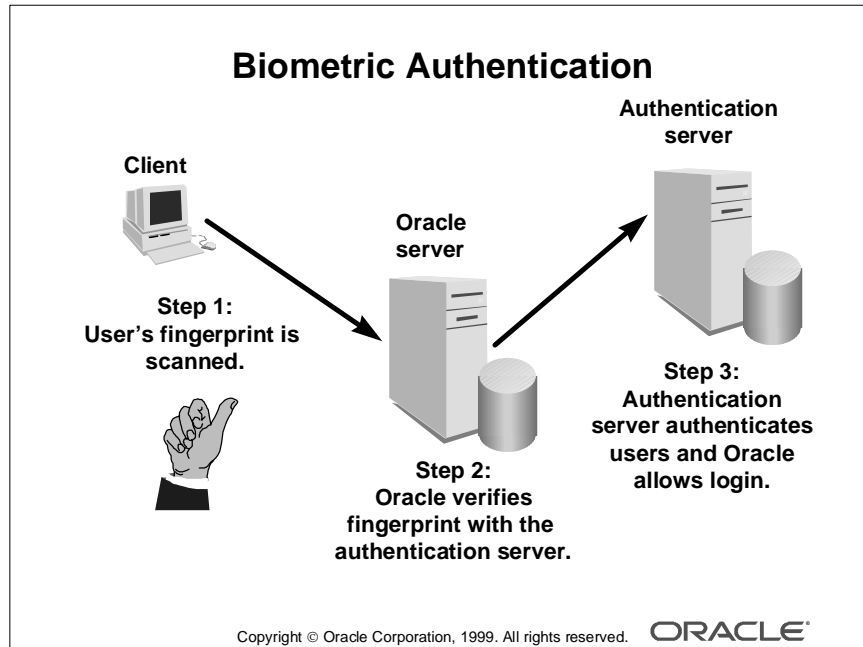 Biometric Authentication
Client
Step 1:
User’s fingerprint is
scanned.
Oracle
server
Step 2:
Oracle verifies
fingerprint with the
authentication server.
Authentication
server
Step 3:
Authentication
server authenticates
users and Oracle
allows login.
Copyright © Oracle Corporation, 1999. All rights reserved.
ORACLE®